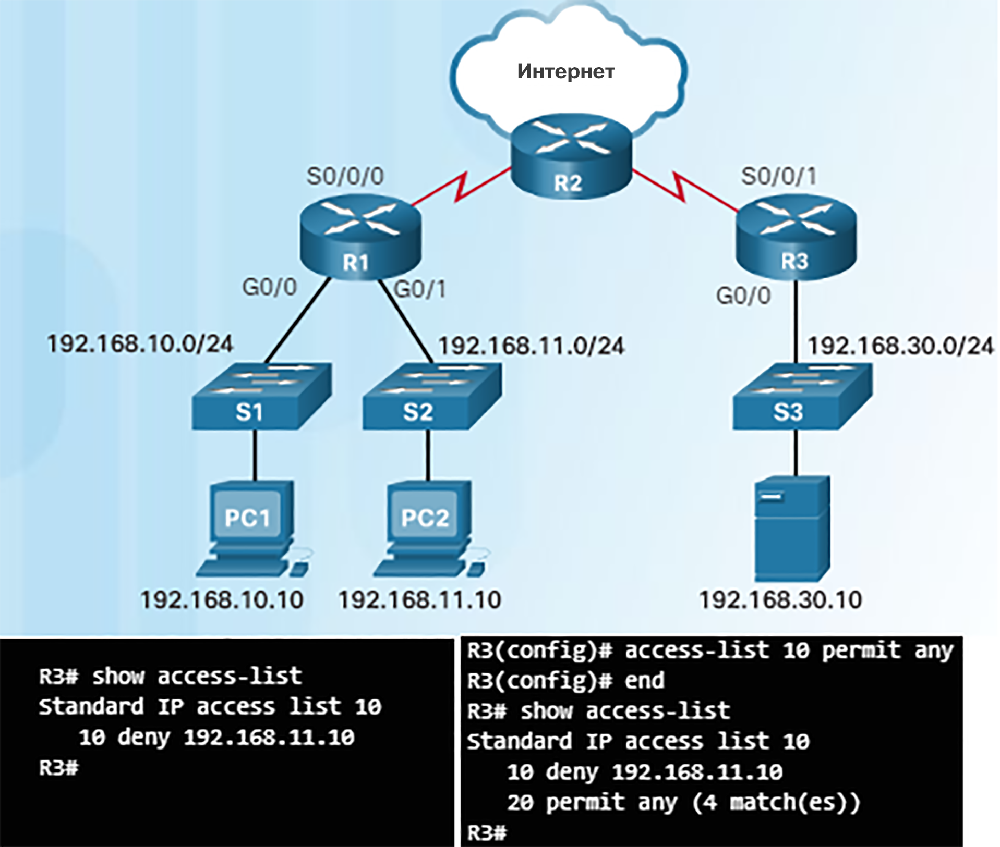 Интернет
R2
S0/0/0
S0/0/1
R1
R3
G0/0
G0/1
G0/0
192.168.10.0/24
192.168.11.0/24
192.168.30.0/24
S1
S2
S3
PC1
PC2
192.168.10.10
192.168.11.10
192.168.30.10
R3# show access-list
Standard IP access list 10
10 deny 192.168.11.10
R3#
R3(config)# access-list 10 permit any
R3(config)# end
R3# show access-list
Standard IP access list 10
10 deny 192.168.11.10
20 permit any (4 match(es))
R3#